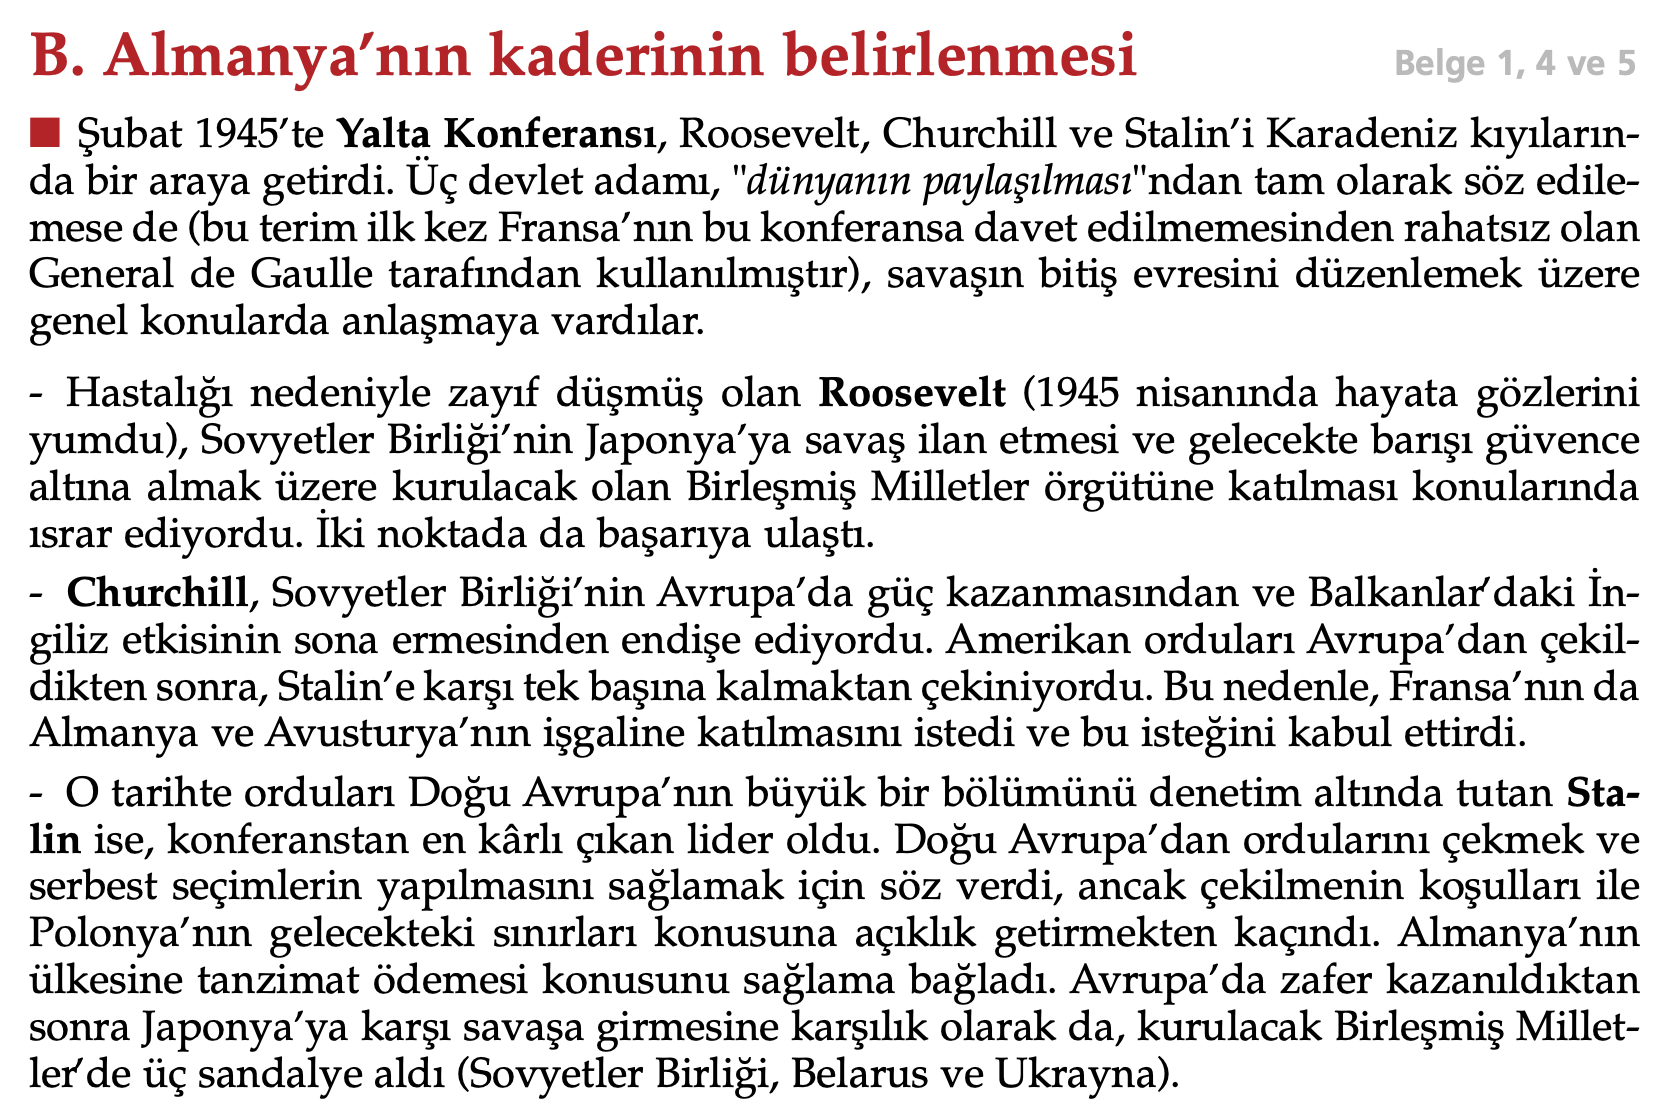 B. Almanya’nın kaderinin belirlenmesi
Belge 1, 4 ve 5
■ Şubat 1945’te Yalta Konferansı, Roosevelt, Churchill ve Stalin’i Karadeniz kıyıların-
da bir araya getirdi. Üç devlet adamı, "dünyanın paylaşılması"ndan tam olarak söz edile-
mese de (bu terim ilk kez Fransa’nın bu konferansa davet edilmemesinden rahatsız olan
General de Gaulle tarafından kullanılmıştır), savaşın bitiş evresini düzenlemek üzere
genel konularda anlaşmaya vardılar.
- Hastalığı nedeniyle zayıf düşmüş olan Roosevelt (1945 nisanında hayata gözlerini
yumdu), Sovyetler Birliği’nin Japonya’ya savaş ilan etmesi ve gelecekte barışı güvence
altına almak üzere kurulacak olan Birleşmiş Milletler örgütüne katılması konularında
ısrar ediyordu. İki noktada da başarıya ulaştı.
- Churchill, Sovyetler Birliği’nin Avrupa’da güç kazanmasından ve Balkanlar’daki İn-
giliz etkisinin sona ermesinden endişe ediyordu. Amerikan orduları Avrupa’dan çekil-
dikten sonra, Stalin’e karşı tek başına kalmaktan çekiniyordu. Bu nedenle, Fransa’nın da
Almanya ve Avusturya’nın işgaline katılmasını istedi ve bu isteğini kabul ettirdi.
- O tarihte orduları Doğu Avrupa’nın büyük bir bölümünü denetim altında tutan Sta-
lin ise, konferanstan en kârlı çıkan lider oldu. Doğu Avrupa’dan ordularını çekmek ve
serbest seçimlerin yapılmasını sağlamak için söz verdi, ancak çekilmenin koşulları ile
Polonya’nın gelecekteki sınırları konusuna açıklık getirmekten kaçındı. Almanya’nın
ülkesine tanzimat ödemesi konusunu sağlama bağladı. Avrupa’da zafer kazanıldıktan
sonra Japonya’ya karşı savaşa girmesine karşılık olarak da, kurulacak Birleşmiş Millet-
ler’de üç sandalye aldı (Sovyetler Birliği, Belarus ve Ukrayna).